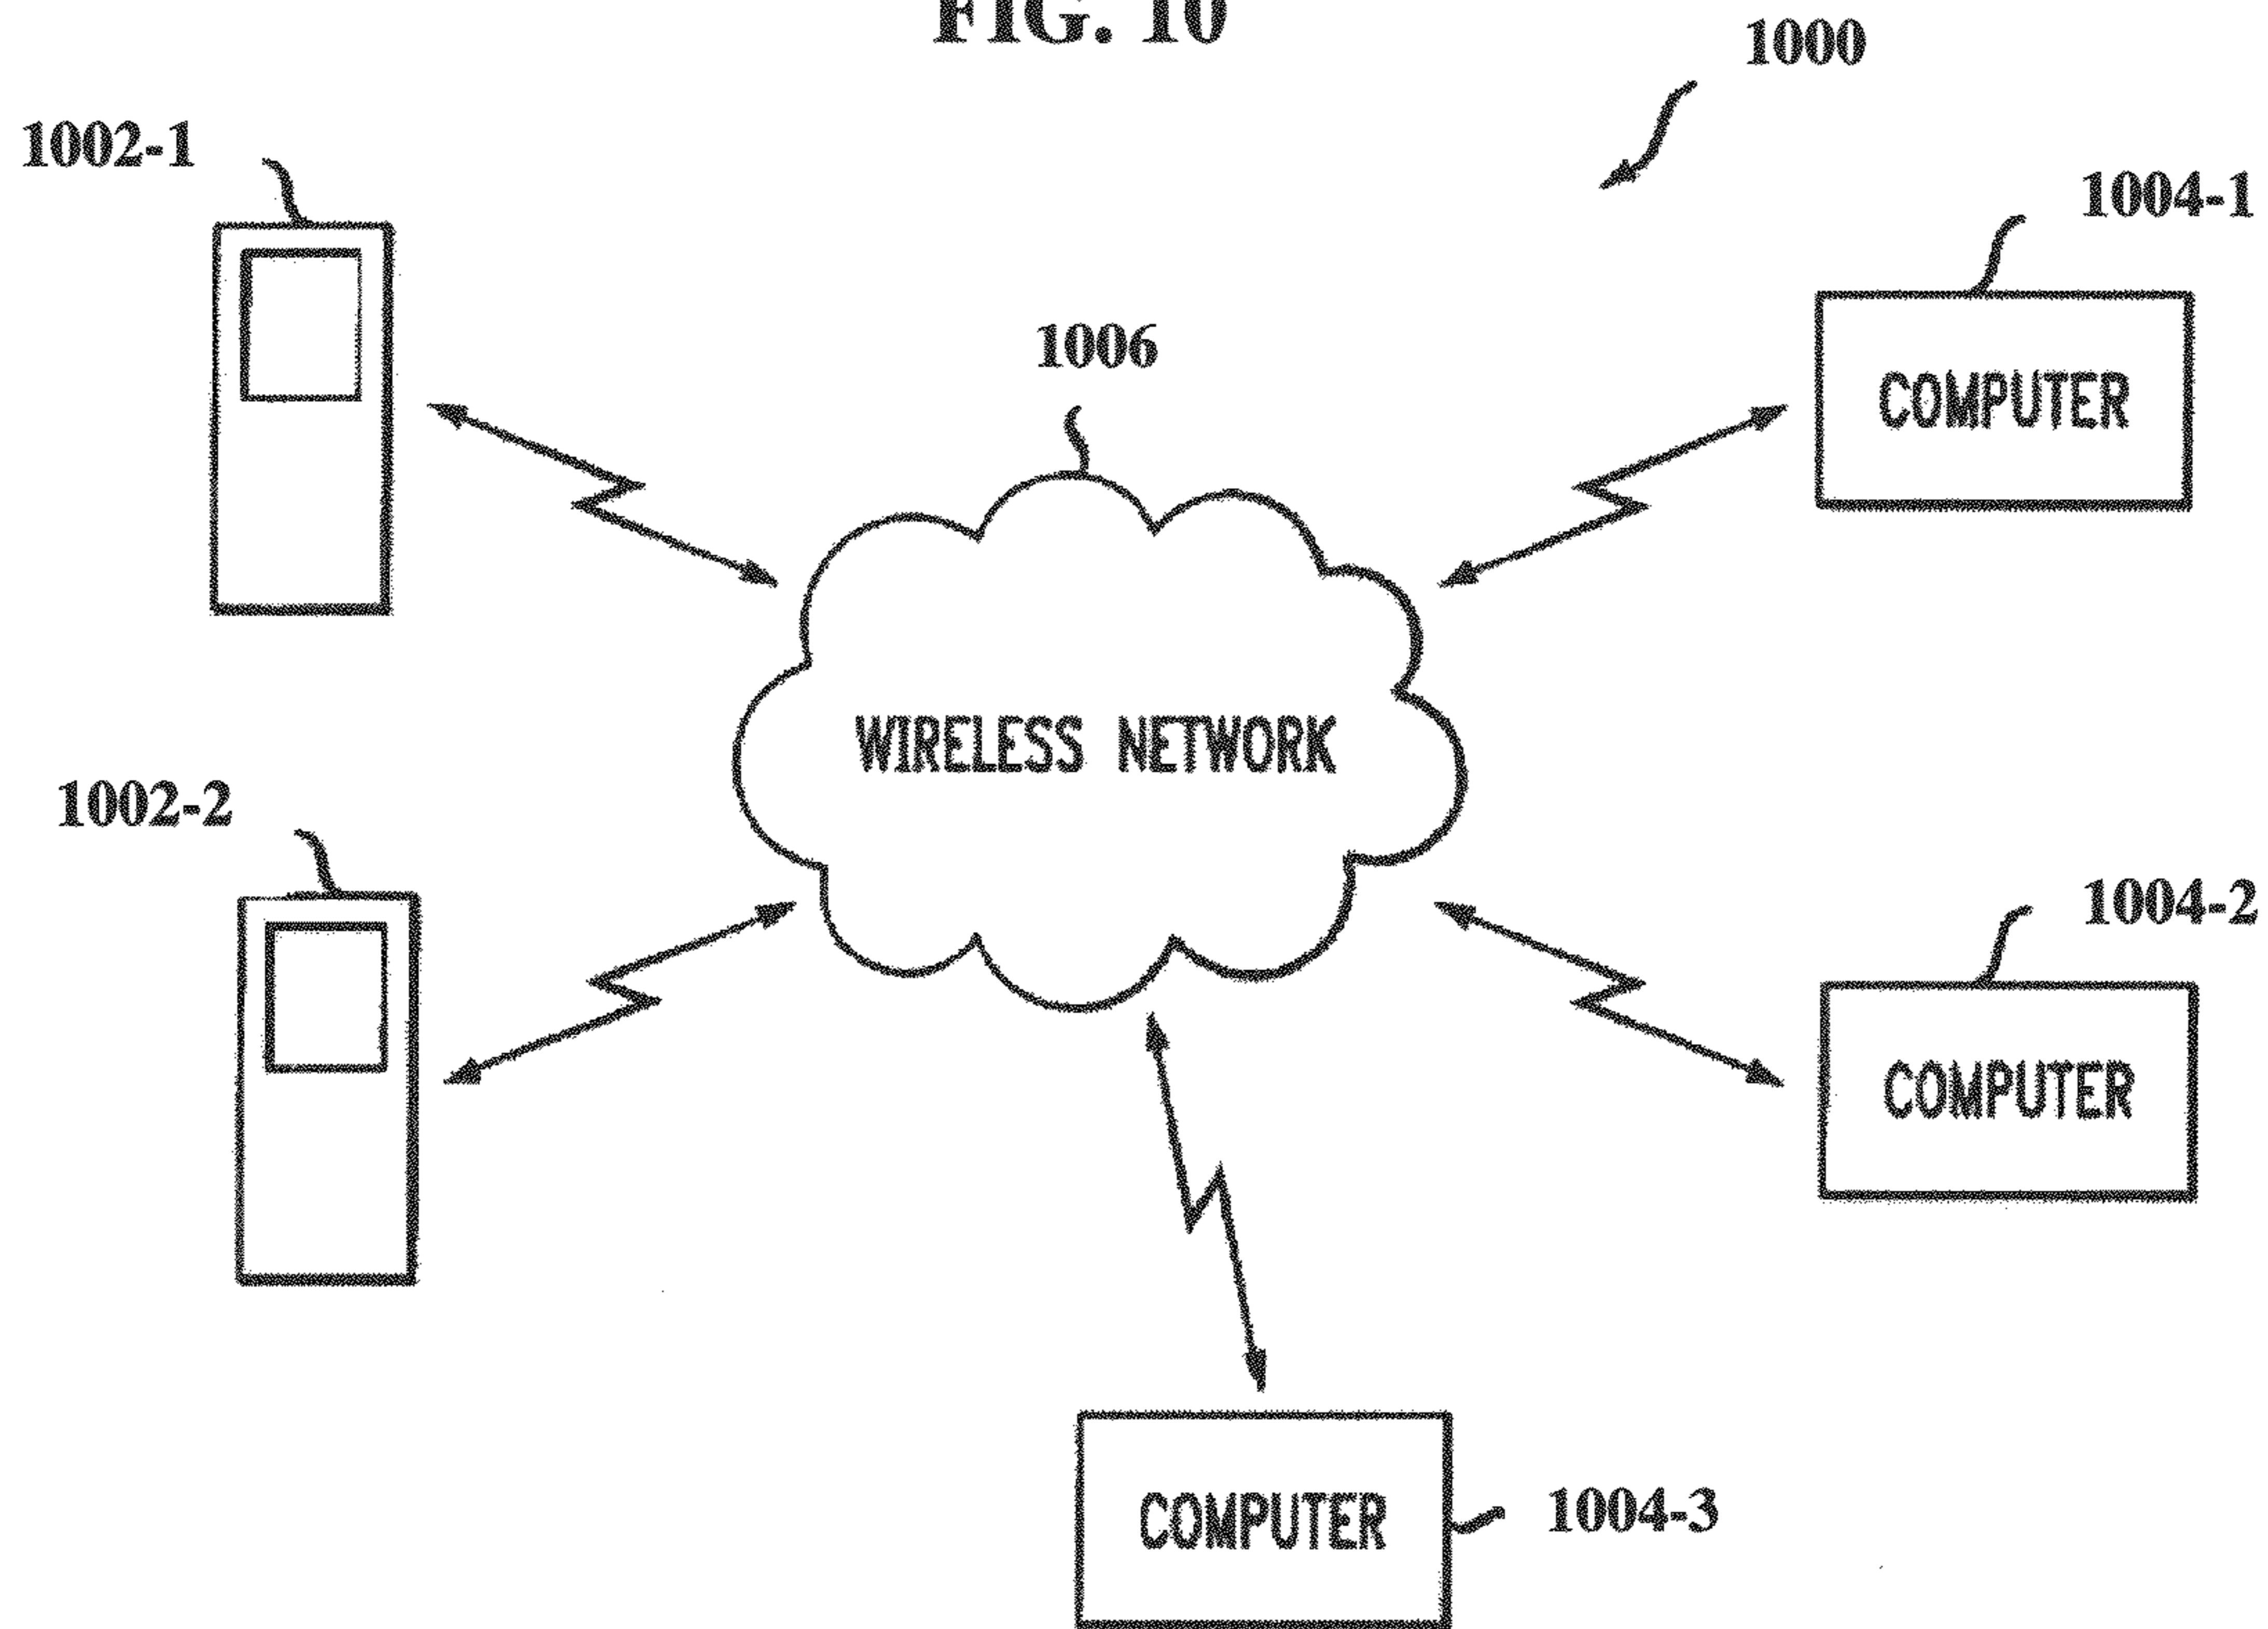 FIG. 10
1000
1002-1
1004-1
1006
COMPUTER
WIRELESS NETWORK
1002-2
1004-2
COMPUTER
COMPUTER
1004-3